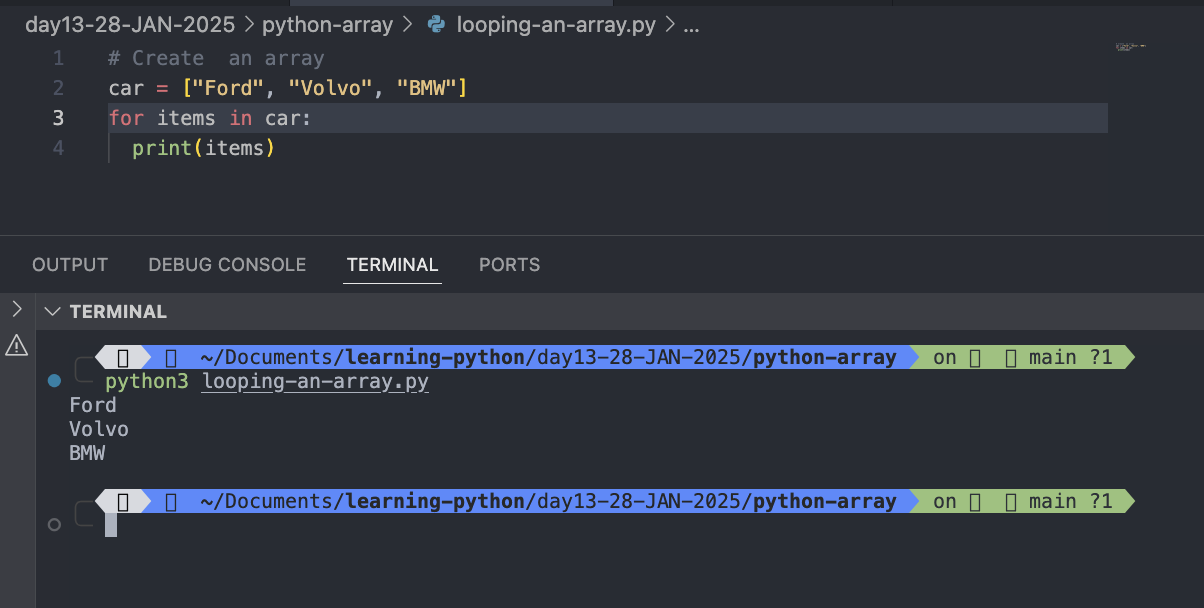 day13-28-JAN-2025 > python-array > looping-an-array.py > ...
1 # Create  an array
2 car = ["Ford", "Volvo", "BMW"]
3 for items in car:
4   print(items)
OUTPUT DEBUG CONSOLE TERMINAL PORTS
TERMINAL
~/Documents/learning-python/day13-28-JAN-2025/python-array on main ?1
python3 looping-an-array.py
Ford
Volvo
BMW
~/Documents/learning-python/day13-28-JAN-2025/python-array on main ?1